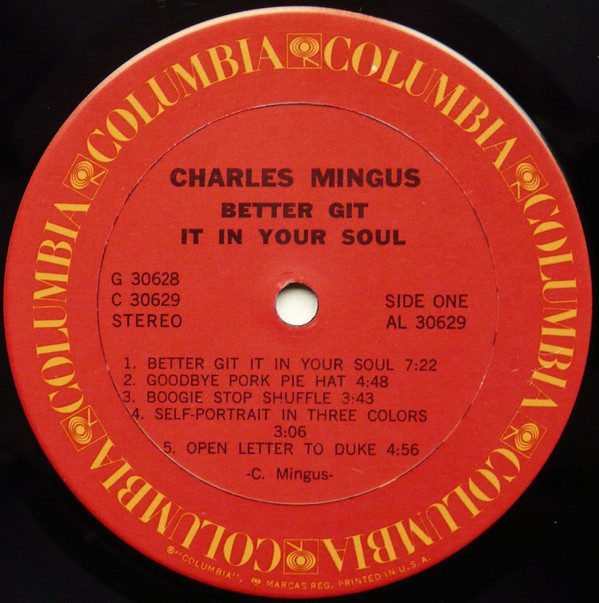 COLUMBIA COLUMBIA COLUMBIA COLUMBIA COLUMBIA COLUMBIA COLUMBIA COLUMBIA
CHARLES MINGUS
BETTER GIT
IT IN YOUR SOUL
G 30628
C 30629
STEREO
SIDE ONE
AL 30629
1. BETTER GIT IT IN YOUR SOUL 7:22
2. GOODBYE PORK PIE HAT 4:48
3. BOOGIE STOP SHUFFLE 3:43
4. SELF-PORTRAIT IN THREE COLORS
3:06
5. OPEN LETTER TO DUKE 4:56
-C. Mingus-
®"COLUMBIA", MARCAS REG. PRINTED IN U.S.A.